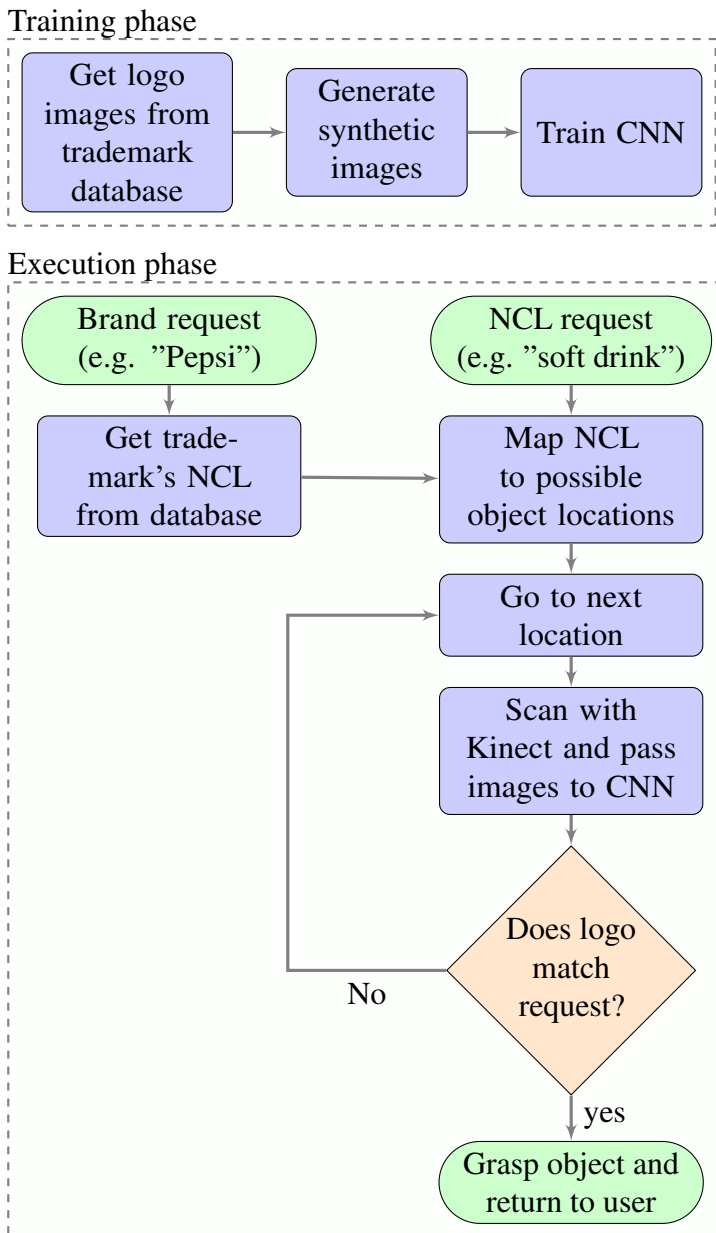 Training phase
Get logo
images from
trademark
database
Generate
synthetic
images
Train CNN
Execution phase
Brand request
(e.g. ”Pepsi”)
NCL request
(e.g. ”soft drink”)
Get trade-
mark’s NCL
from database
Map NCL
to possible
object locations
Go to next
location
Scan with
Kinect and pass
images to CNN
Does logo
match
request?
No
yes
Grasp object and
return to user